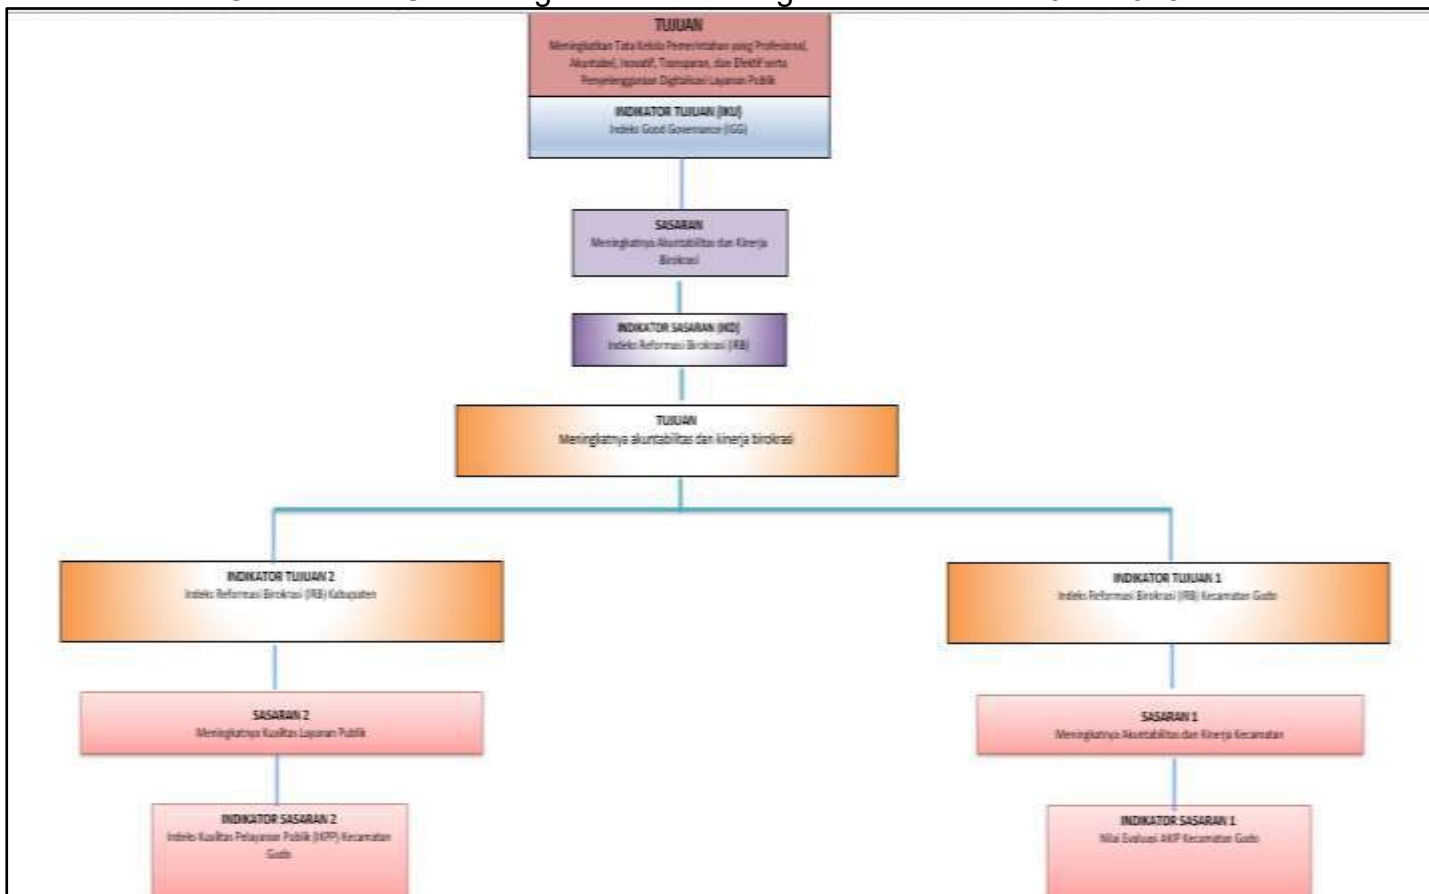 TUJUAN
Meningkatkan Tata Kelola Pemerintahan yang Profesional,
Akuntabel, Inovatif, Transparan, dan Efektif serta
Penyelenggaraan Digitalisasi Layanan Publik
INDIKATOR TUJUAN (IKU)
Indeks Good Governance (IGG)
SASARAN
Meningkatnya Akuntabilitas dan Kinerja
Birokrasi
INDIKATOR SASARAN (IKD)
Indeks Reformasi Birokrasi (IRB)
TUJUAN
Meningkatnya akuntabilitas dan kinerja birokrasi
INDIKATOR TUJUAN 2
Indeks Reformasi Birokrasi (IRB) Kabupaten
INDIKATOR TUJUAN 1
Indeks Reformasi Birokrasi (IRB) Kecamatan Gudo
SASARAN 2
Meningkatnya Kualitas Layanan Publik
SASARAN 1
Meningkatnya Akuntabilitas dan Kinerja Kecamatan
INDIKATOR SASARAN 2
Indeks Kualitas Pelayanan Publik (IKPP) Kecamatan
Gudo
INDIKATOR SASARAN 1
Nilai Evaluasi AKIP Kecamatan Gudo